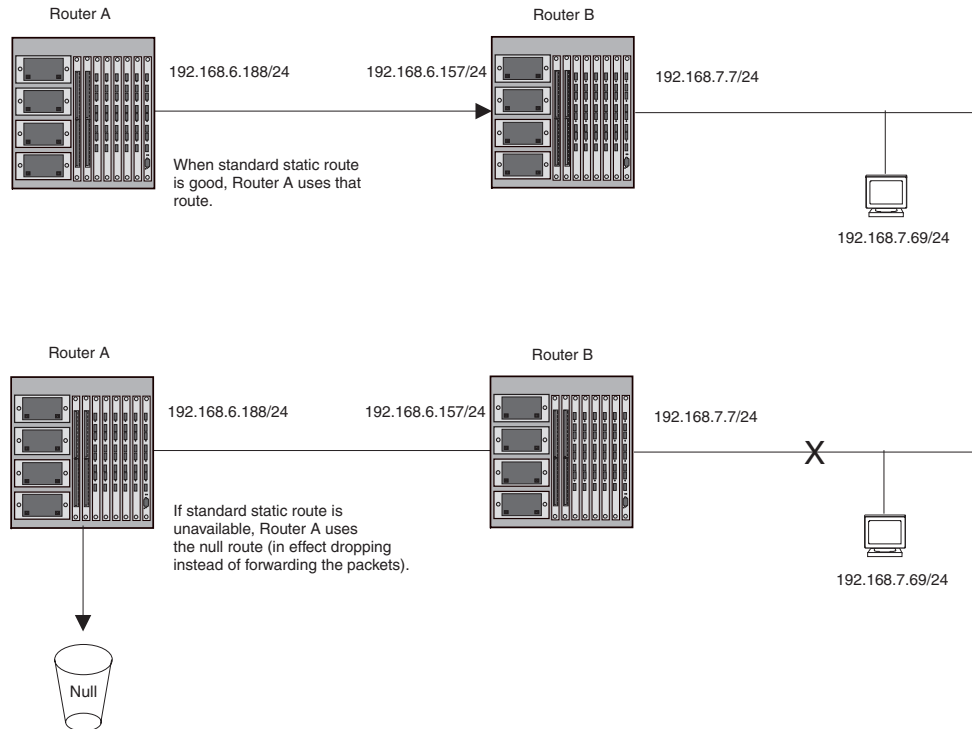 Router A
Router B
192.168.6.188/24
192.168.6.157/24
192.168.7.7/24
When standard static route
is good, Router A uses that
route.
192.168.7.69/24
Router A
Router B
192.168.6.188/24
192.168.6.157/24
192.168.7.7/24
X
If standard static route is
unavailable, Router A uses
the null route (in effect dropping
instead of forwarding the packets).
192.168.7.69/24
Null